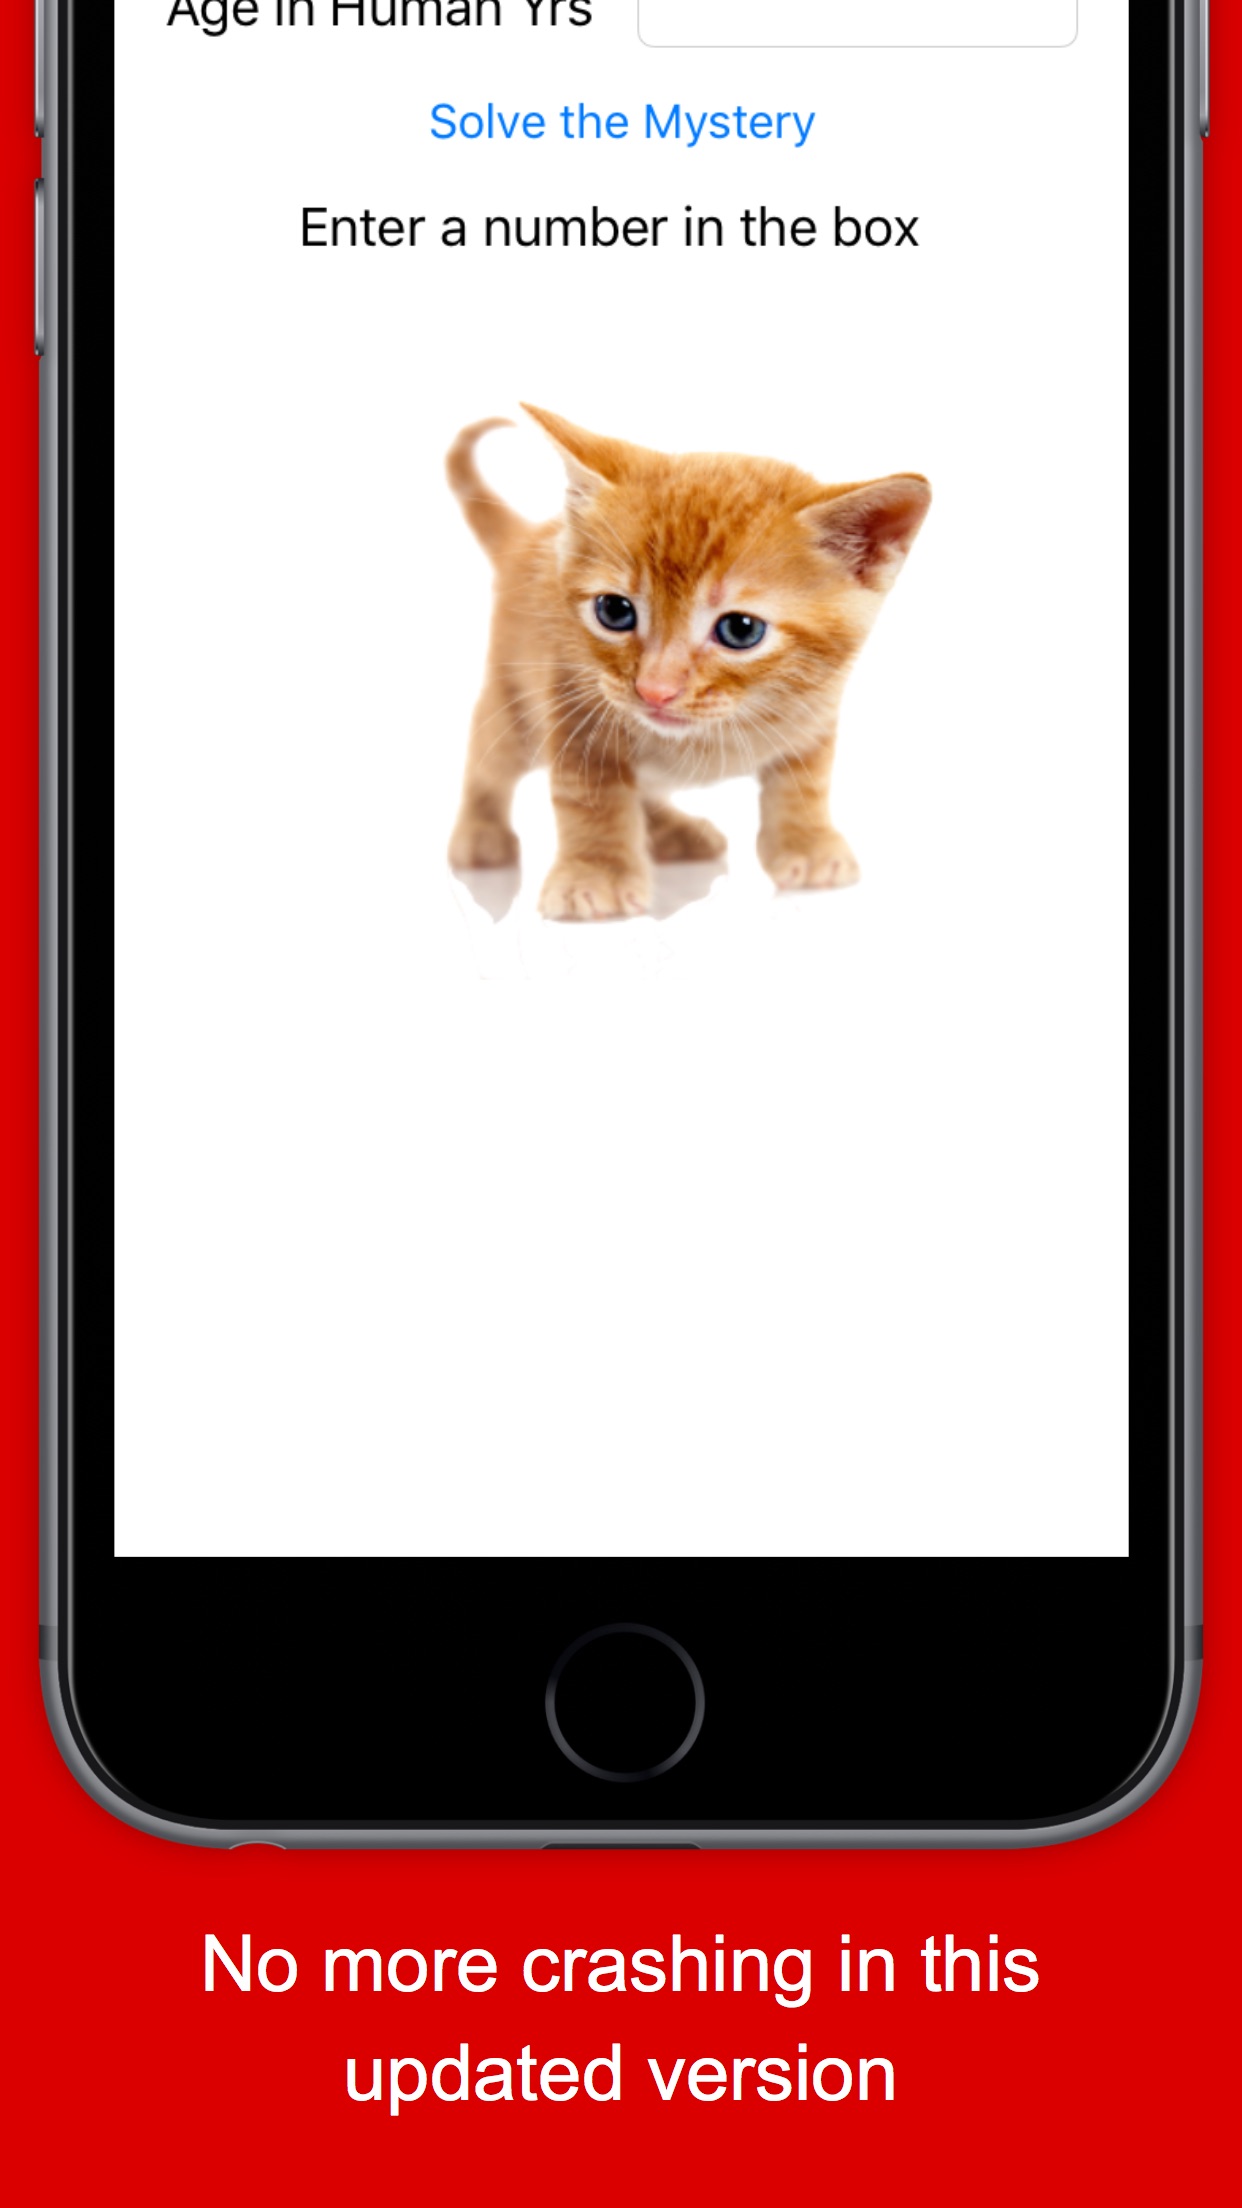 Age in Human Yrs
Solve the Mystery
Enter a number in the box
No more crashing in this
updated version